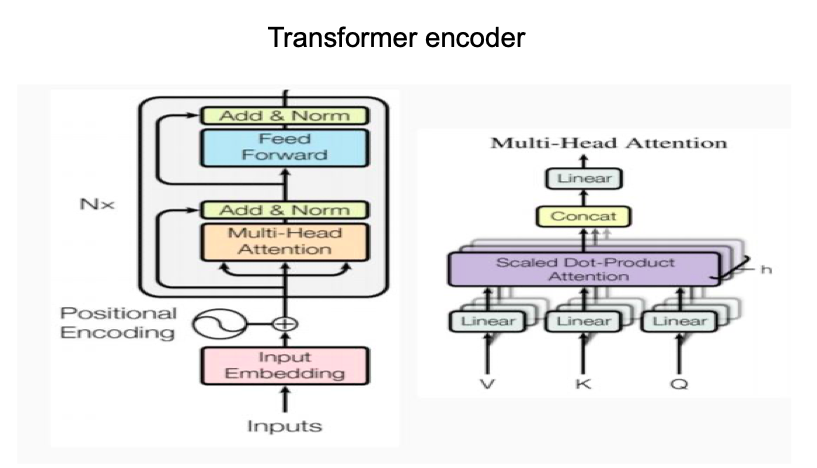 Transformer encoder
Add & Norm
Feed
Forward
Nx
Add & Norm
Multi-Head
Attention
Positional
Encoding
Input
Embedding
Inputs
Multi-Head Attention
Linear
Concat
Scaled Dot-Product
Attention
h
Linear Linear Linear
V K Q